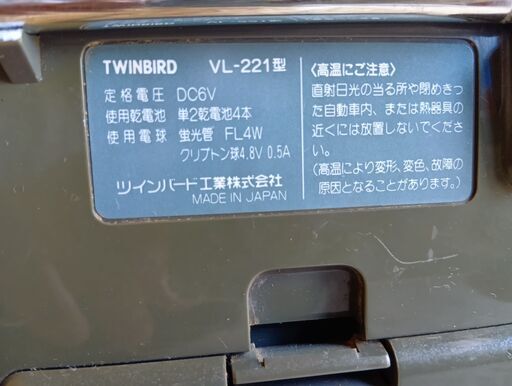 TWINBIRD VL-221型
定格電圧 DC6V
使用乾電池 単2乾電池4本
使用電球 蛍光管 FL4W
クリプトン球4.8V 0.5A
ツインバード工業株式会社
MADE IN JAPAN
〈高温にご注意〉
直射日光の当る所や閉めきっ
た自動車内、または熱器具の
近くには放置しないでくださ
い。
(高温により変形、変色、故障の
原因となることがあります。)